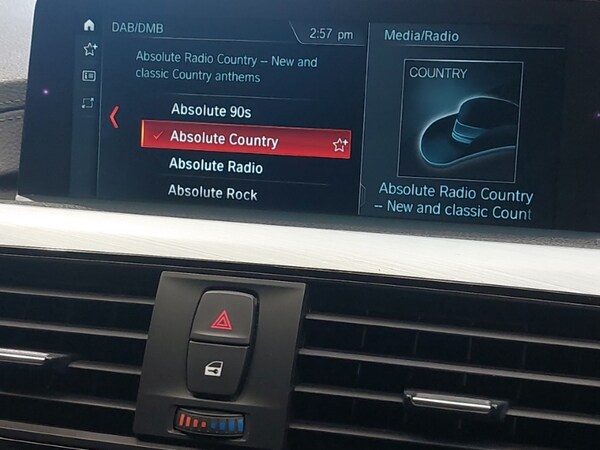 DAB/DMB
2:57 pm
Absolute Radio Country – New and
classic Country anthems
Absolute 90s
Absolute Country
Absolute Radio
Absolute Rock
Media/Radio
COUNTRY
Absolute Radio Country
– New and classic Count